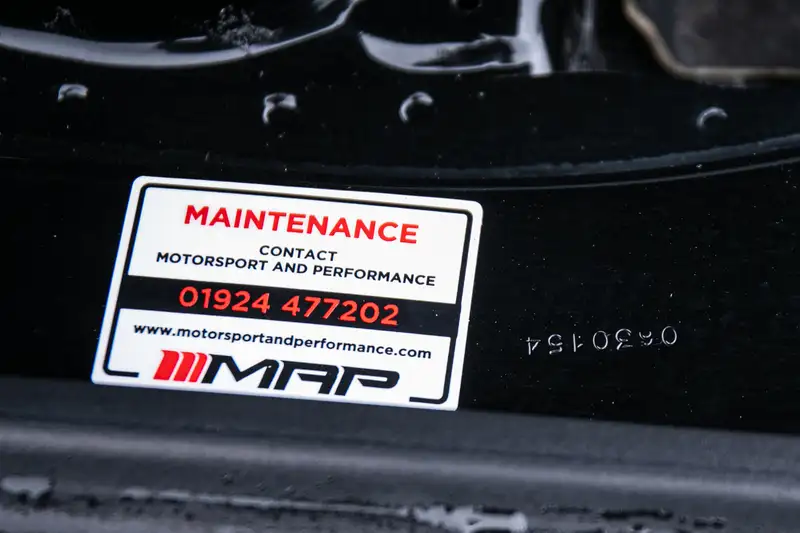 MAINTENANCE
CONTACT
MOTORSPORT AND PERFORMANCE
01924 477202
www.motorsportandperformance.com
MAP